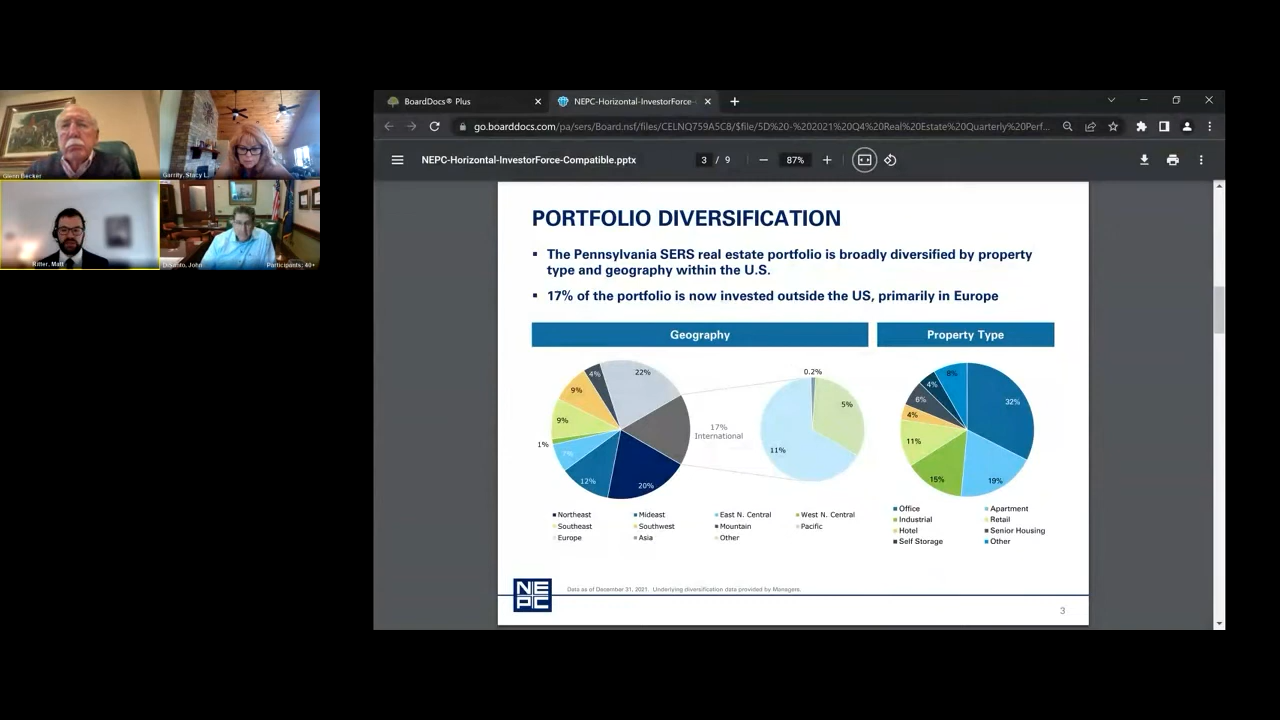 BoardDocs® Plus
NEPC-Horizontal-InvestorForce-
go.boarddocs.com/pa/sers/Board.nsf/files/CELNQ759A5C8/$file/5D%20-%202021%20Q4%20Real%20Estate%20Quarterly%20Perf...
NEPC-Horizontal-InvestorForce-Compatible.pptx
3 / 9
87%
Glenn Becker
Garrity, Stacy L.
Ritter, Matt
DiSanto, John
Participants: 40+
PORTFOLIO DIVERSIFICATION
▪ The Pennsylvania SERS real estate portfolio is broadly diversified by property
type and geography within the U.S.
▪ 17% of the portfolio is now invested outside the US, primarily in Europe
Geography
Property Type
4%
22%
9%
9%
1%
7%
12%
20%
17%
International
0.2%
5%
11%
8%
4%
6%
4%
11%
15%
19%
32%
Northeast Mideast East N. Central West N. Central
Southeast Southwest Mountain Pacific
Europe Asia Other
Office Apartment
Industrial Retail
Hotel Senior Housing
Self Storage Other
NEPC
Data as of December 31, 2021. Underlying diversification data provided by Managers.
3